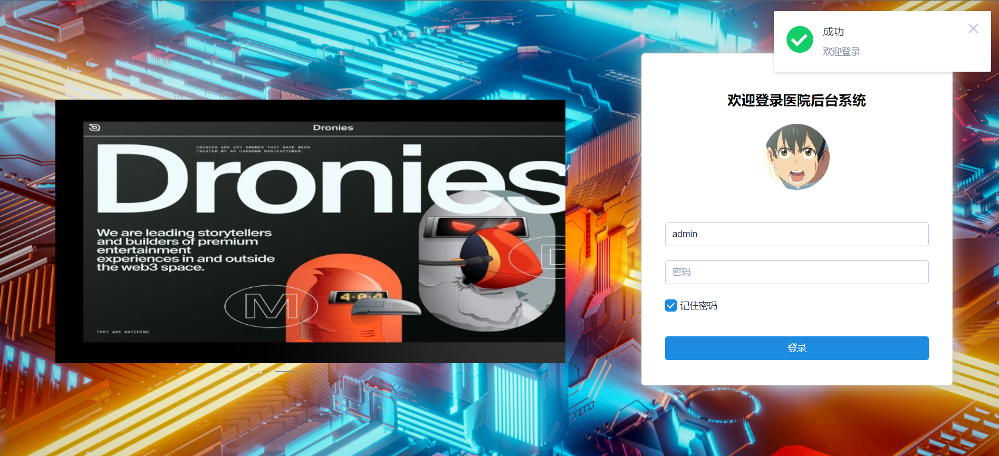 成功
欢迎登录
欢迎登录医院后台系统
admin
密码
记住密码
登录
Dronies
DRONIES ARE SPY DRONES THAT HAVE BEEN
CREATED BY AN UNKNOWN MANUFACTURER.
Dronies
We are leading storytellers
and builders of premium
entertainment
experiences in and outside
the web3 space.
404
M
D
THEY ARE WATCHING